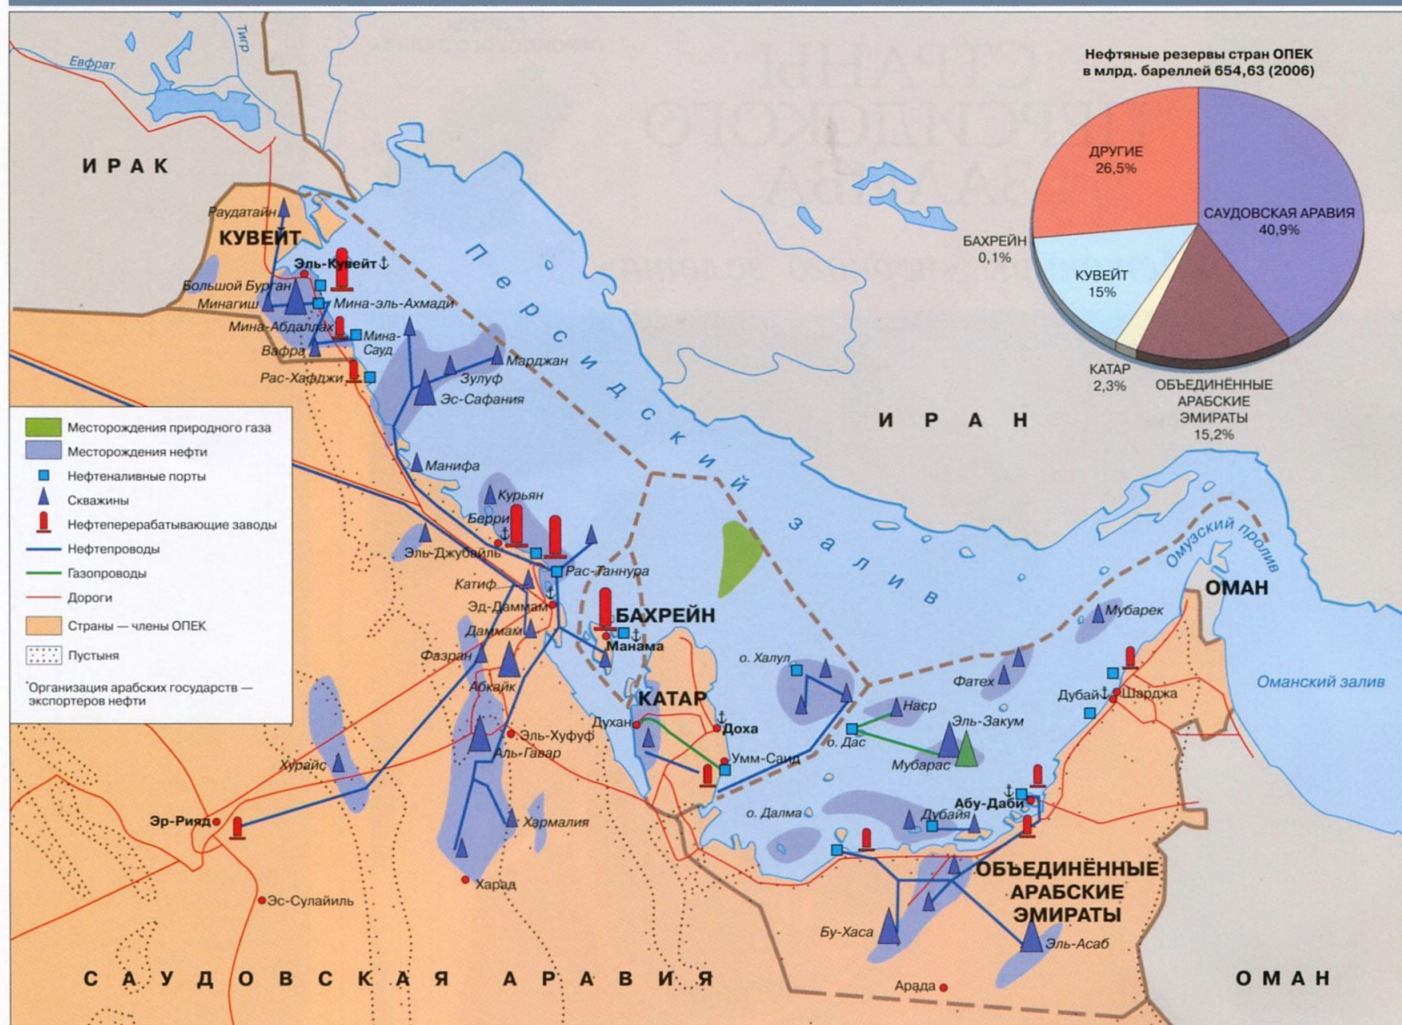 Нефтяные резервы стран ОПЕК
в млрд. бареллей 654,63 (2006)
ДРУГИЕ
26,5%
САУДОВСКАЯ АРАВИЯ
40,9%
БАХРЕЙН
0,1%
КУВЕЙТ
15%
КАТАР
2,3%
ОБЪЕДИНЁННЫЕ
АРАБСКИЕ
ЭМИРАТЫ
15,2%
Евфрат
Тигр
ИРАК
Раудатайн
КУВЕЙТ
Эль-Кувейт
Большой Бурган
Минагиш
Мина-эль-Ахмади
Мина-Абдаллах
Мина-
Сауд
Вафра
Рас-Хафджи
Марджан
Зулуф
Эс-Сафания
Персидский залив
ИРАН
Манифа
Курьян
Берри
Эль-Джубайль
Рас-Таннура
Катиф
Эд-Даммам
Даммам
Фазран
Абкайк
БАХРЕЙН
Манама
КАТАР
Духан
Доха
Умм-Саид
о. Халул
Эль-Хуфуф
Аль-Гавар
Хурайс
Хармалия
Эр-Рияд
Эс-Сулайиль
Харад
САУДОВСКАЯ АРАВИЯ
Омузский пролив
ОМАН
Мубарек
Фатех
Наср
Эль-Закум
о. Дас
Мубарас
Дубай
Шарджа
Оманский залив
о. Далма
Дубайя
Абу-Даби
ОБЪЕДИНЁННЫЕ
АРАБСКИЕ
ЭМИРАТЫ
Бу-Хаса
Эль-Асаб
Арада
ОМАН
Месторождения природного газа
Месторождения нефти
Нефтеналивные порты
Скважины
Нефтеперерабатывающие заводы
Нефтепроводы
Газопроводы
Дороги
Страны — члены ОПЕК
Пустыня
*Организация арабских государств —
экспортеров нефти